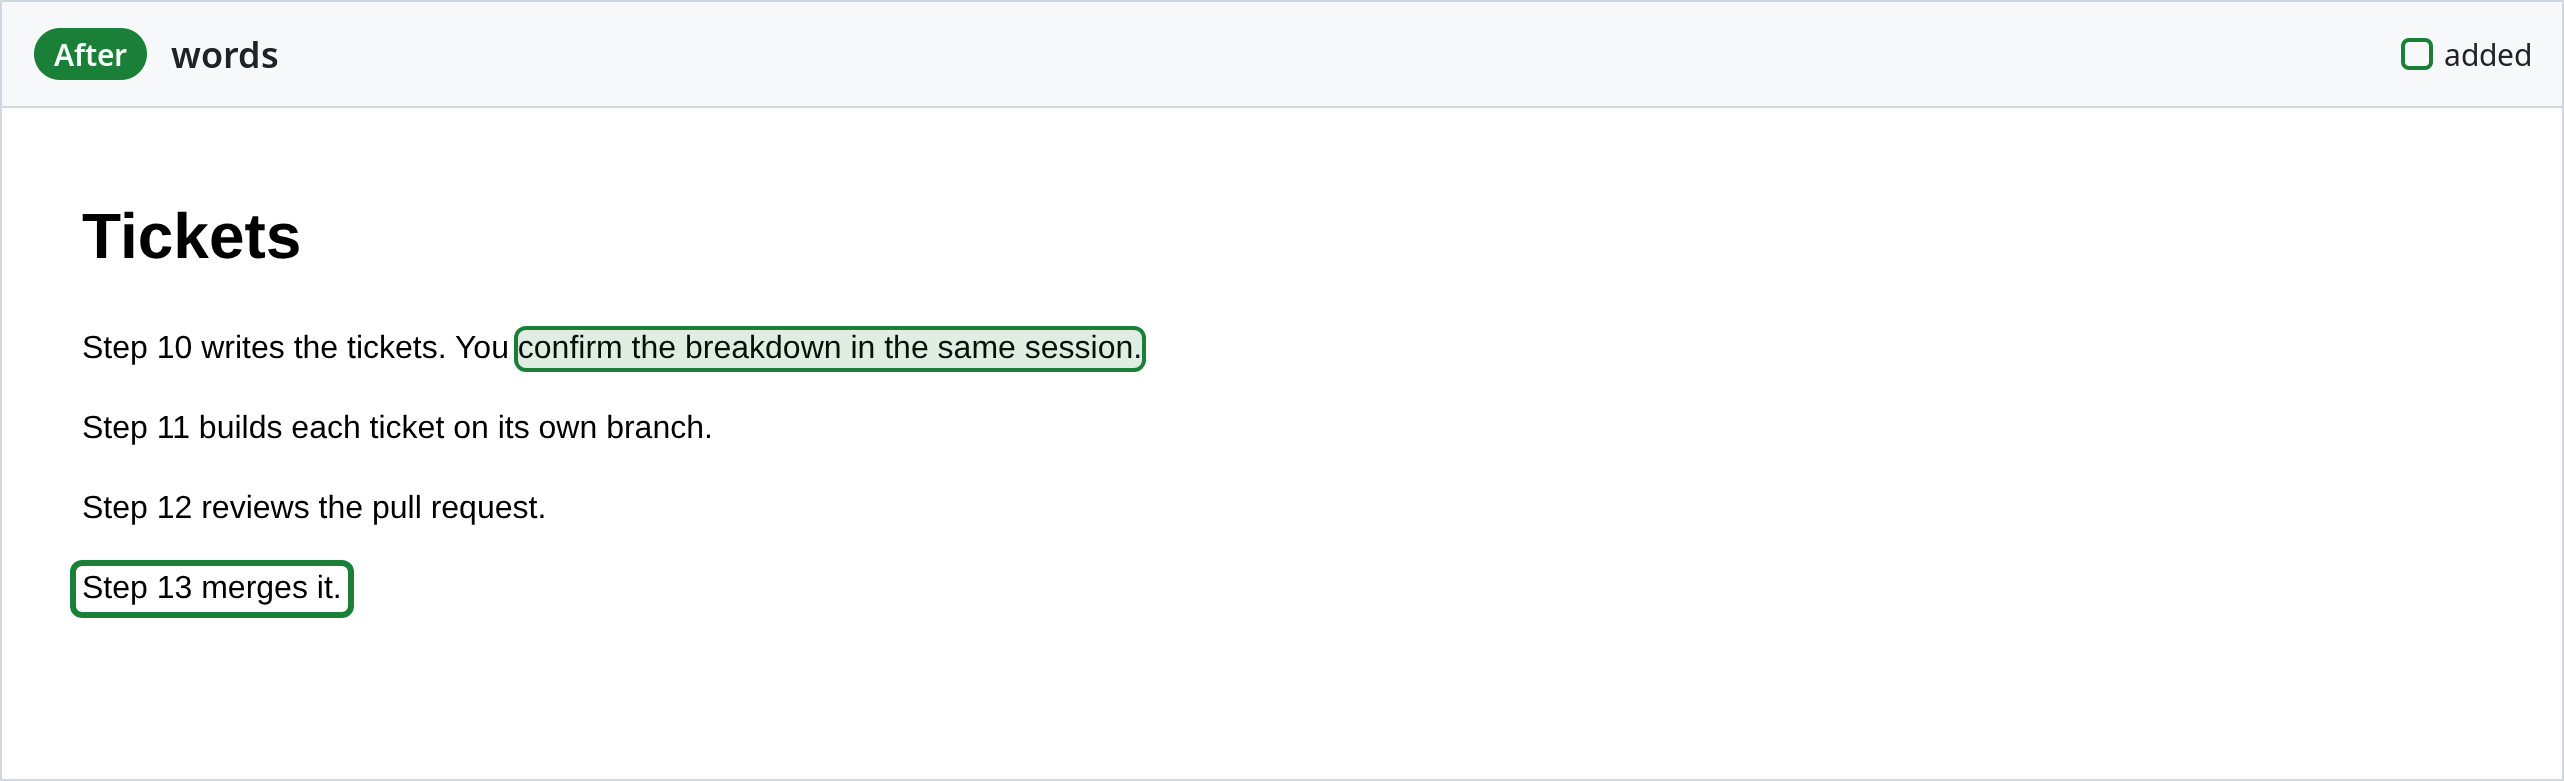 After words added
Tickets
Step 10 writes the tickets. You confirm the breakdown in the same session.
Step 11 builds each ticket on its own branch.
Step 12 reviews the pull request.
Step 13 merges it.